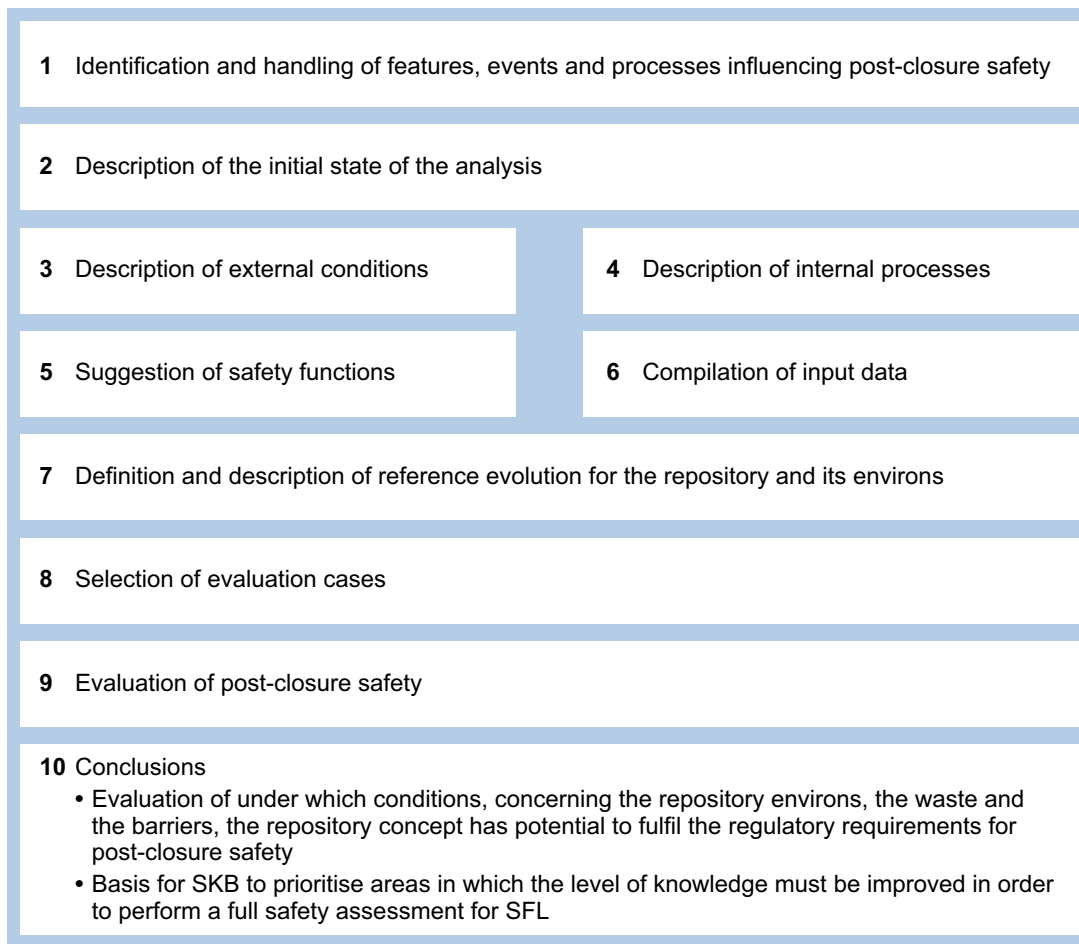 1 Identification and handling of features, events and processes influencing post-closure safety
2 Description of the initial state of the analysis
3 Description of external conditions
4 Description of internal processes
5 Suggestion of safety functions
6 Compilation of input data
7 Definition and description of reference evolution for the repository and its environs
8 Selection of evaluation cases
9 Evaluation of post-closure safety
10 Conclusions
• Evaluation of under which conditions, concerning the repository environs, the waste and
the barriers, the repository concept has potential to fulfil the regulatory requirements for
post-closure safety
• Basis for SKB to prioritise areas in which the level of knowledge must be improved in order
to perform a full safety assessment for SFL